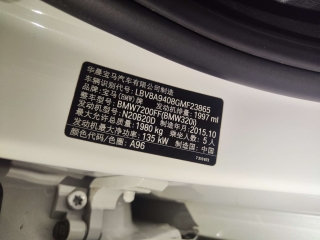 华晨宝马汽车有限公司制造
车辆识别代号: LBV8A9408GMF23865
整车型号: 宝马(BMW)牌 发动机排量: 1997 ml
BMW7200FF(BMW320i)
发动机型号: N20B20D 制造年月: 2015.10
最大允许总质量: 1980 kg 乘坐人数: 5人
发动机最大净功率: 135 kW 制造国: 中国
颜色代码/色圈: A96